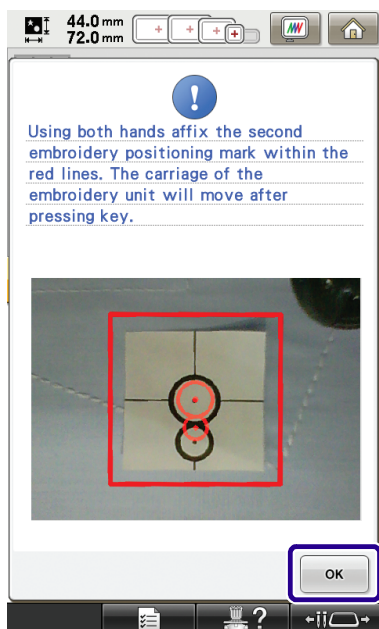 44.0 mm
72.0 mm
Using both hands affix the second
embroidery positioning mark within the
red lines. The carriage of the
embroidery unit will move after
pressing key.
OK
?